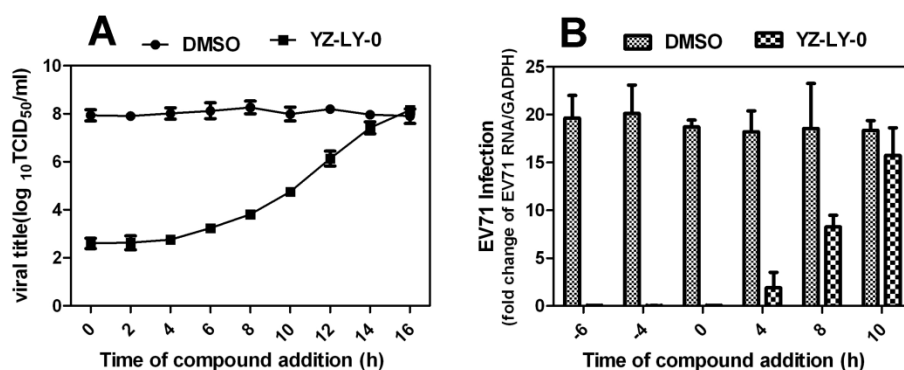 A
DMSO
YZ-LY-0
viral title(log 10TCID50/ml)
10
8
6
4
2
0
0 2 4 6 8 10 12 14 16
Time of compound addition (h)
B
DMSO
YZ-LY-0
EV71 Infection
(fold change of EV71 RNA/GADPH)
25
20
15
10
5
0
-6 -4 0 4 8 10
Time of compound addition (h)